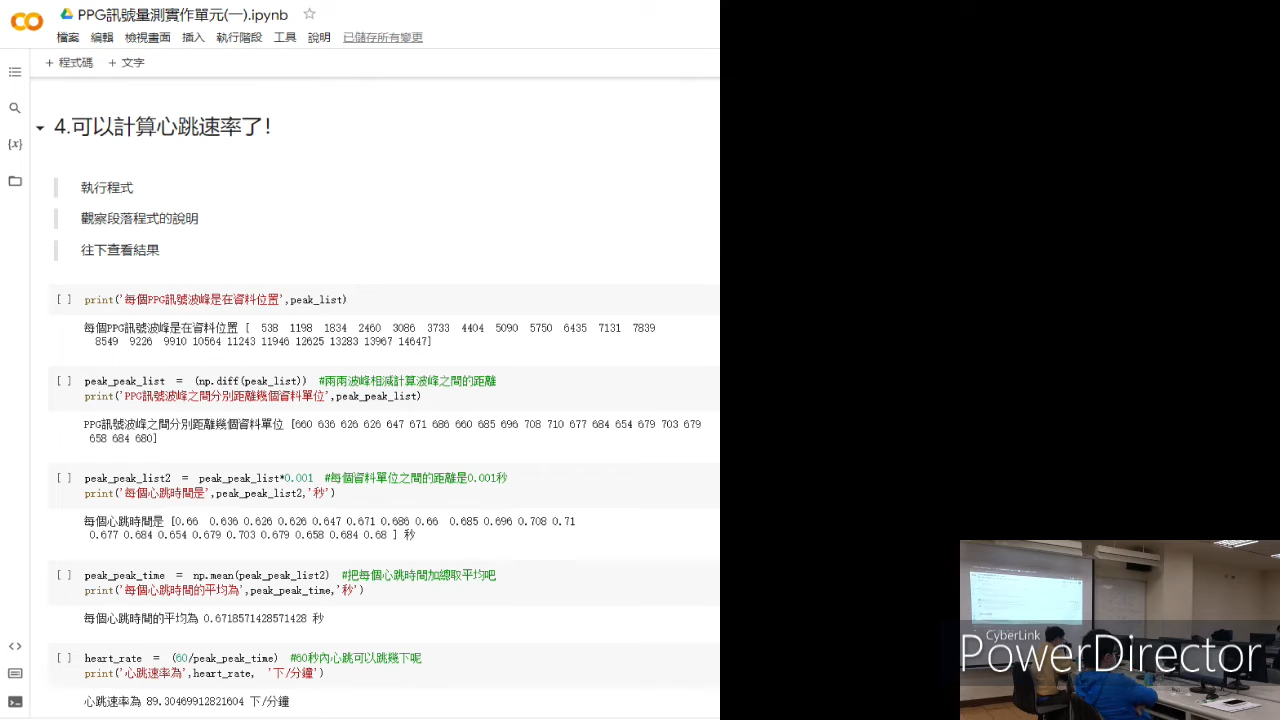 PPG訊號量測實作單元(一).ipynb
檔案 編輯 檢視畫面 插入 執行階段 工具 說明 已儲存所有變更
+ 程式碼 + 文字
4.可以計算心跳速率了!
執行程式
觀察段落程式的說明
往下查看結果
[ ] print('每個PPG訊號波峰是在資料位置',peak_list)
每個PPG訊號波峰是在資料位置 [ 538 1198 1834 2460 3086 3733 4404 5090 5750 6435 7131 7839
8549 9226 9910 10564 11243 11946 12625 13283 13967 14647]
[ ] peak_peak_list = (np.diff(peak_list)) #兩兩波峰相減計算波峰之間的距離
print('PPG訊號波峰之間分別距離幾個資料單位',peak_peak_list)
PPG訊號波峰之間分別距離幾個資料單位 [660 636 626 626 647 671 686 660 685 696 708 710 677 684 654 679 703 679
658 684 680]
[ ] peak_peak_list2 = peak_peak_list*0.001 #每個資料單位之間的距離是0.001秒
print('每個心跳時間是',peak_peak_list2,'秒')
每個心跳時間是 [0.66 0.636 0.626 0.626 0.647 0.671 0.686 0.66 0.685 0.696 0.708 0.71
0.677 0.684 0.654 0.679 0.703 0.679 0.658 0.684 0.68 ] 秒
[ ] peak_peak_time = np.mean(peak_peak_list2) #把每個心跳時間加總取平均吧
print('每個心跳時間的平均為',peak_peak_time,'秒')
每個心跳時間的平均為 0.6718571428571428 秒
[ ] heart_rate = (60/peak_peak_time) #60秒內心跳可以跳幾下呢
print('心跳速率為',heart_rate, '下/分鐘')
心跳速率為 89.30469912821604 下/分鐘
CyberLink
PowerDirector